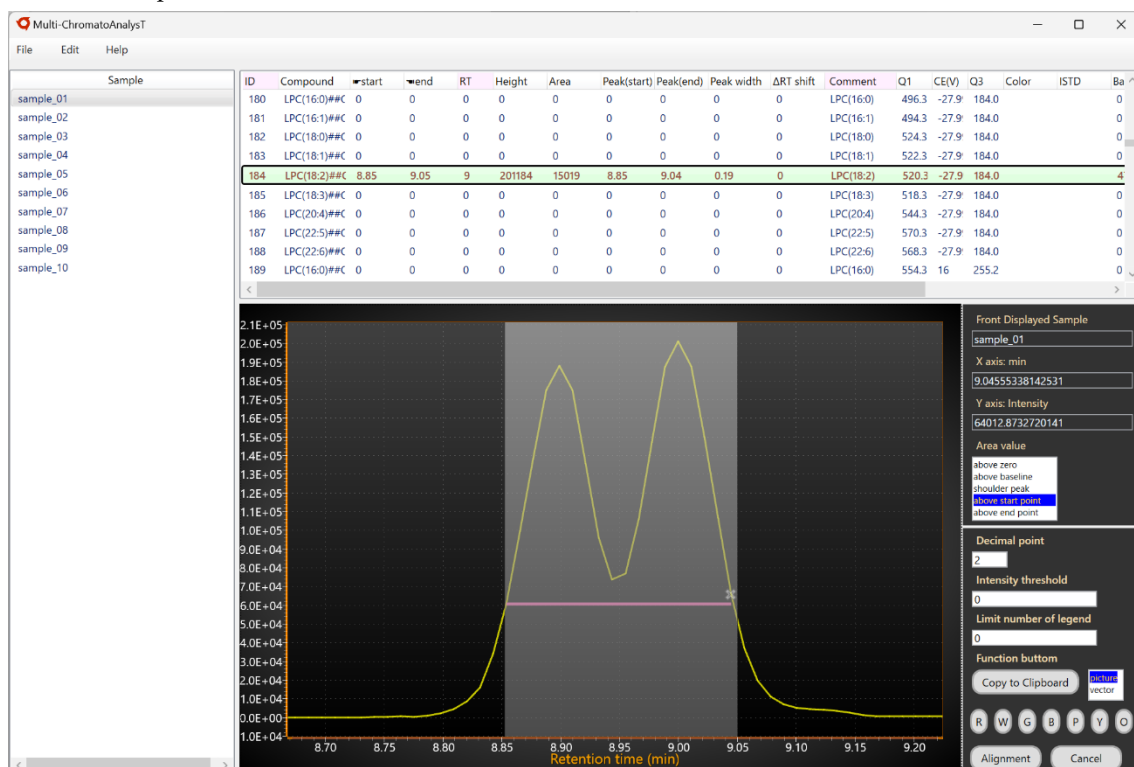 Multi-ChromatoAnalysT
File Edit Help
Sample
sample_01
sample_02
sample_03
sample_04
sample_05
sample_06
sample_07
sample_08
sample_09
sample_10
ID Compound start end RT Height Area Peak(start) Peak(end) Peak width ΔRT shift Comment Q1 CE(V) Q3 Color ISTD Ba
180 LPC(16:0)##C 0 0 0 0 0 0 0 0 0 LPC(16:0) 496.3 -27.9 184.0 0
181 LPC(16:1)##C 0 0 0 0 0 0 0 0 0 LPC(16:1) 494.3 -27.9 184.0 0
182 LPC(18:0)##C 0 0 0 0 0 0 0 0 0 LPC(18:0) 524.3 -27.9 184.0 0
183 LPC(18:1)##C 0 0 0 0 0 0 0 0 0 LPC(18:1) 522.3 -27.9 184.0 0
184 LPC(18:2)##C 8.85 9.05 9 201184 15019 8.85 9.04 0.19 0 LPC(18:2) 520.3 -27.9 184.0 4
185 LPC(18:3)##C 0 0 0 0 0 0 0 0 0 LPC(18:3) 518.3 -27.9 184.0 0
186 LPC(20:4)##C 0 0 0 0 0 0 0 0 0 LPC(20:4) 544.3 -27.9 184.0 0
187 LPC(22:5)##C 0 0 0 0 0 0 0 0 0 LPC(22:5) 570.3 -27.9 184.0 0
188 LPC(22:6)##C 0 0 0 0 0 0 0 0 0 LPC(22:6) 568.3 -27.9 184.0 0
189 LPC(16:0)##C 0 0 0 0 0 0 0 0 0 LPC(16:0) 554.3 16 255.2 0
2.1E+05
2.0E+05
1.9E+05
1.8E+05
1.7E+05
1.6E+05
1.5E+05
1.4E+05
1.3E+05
1.2E+05
1.1E+05
1.0E+05
9.0E+04
8.0E+04
7.0E+04
6.0E+04
5.0E+04
4.0E+04
3.0E+04
2.0E+04
1.0E+04
0.0E+00
1.0E+04
8.70 8.75 8.80 8.85 8.90 8.95 9.00 9.05 9.10 9.15 9.20
Retention time (min)
Front Displayed Sample
sample_01
X axis: min
9.04555338142531
Y axis: Intensity
64012.8732720141
Area value
above zero
above baseline
shoulder peak
above start point
above end point
Decimal point
2
Intensity threshold
0
Limit number of legend
0
Function buttom
Copy to Clipboard
picture
vector
R W G B P Y O
Alignment Cancel